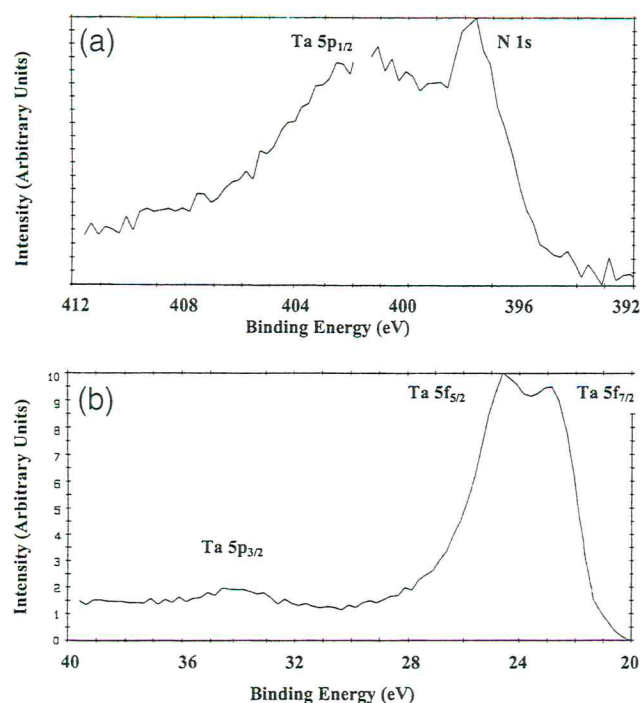 (a)
Ta 5p1/2
N 1s
Intensity (Arbitrary Units)
412 408 404 400 396 392
Binding Energy (eV)
(b)
Ta 5f5/2
Ta 5f7/2
Ta 5p3/2
Intensity (Arbitrary Units)
10
9
8
7
6
5
4
3
2
1
0
40 36 32 28 24 20
Binding Energy (eV)